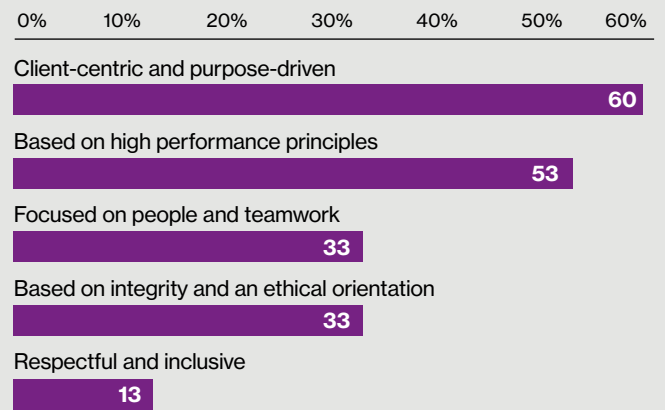 0% 10% 20% 30% 40% 50% 60%
Client-centric and purpose-driven
60
Based on high performance principles
53
Focused on people and teamwork
33
Based on integrity and an ethical orientation
33
Respectful and inclusive
13